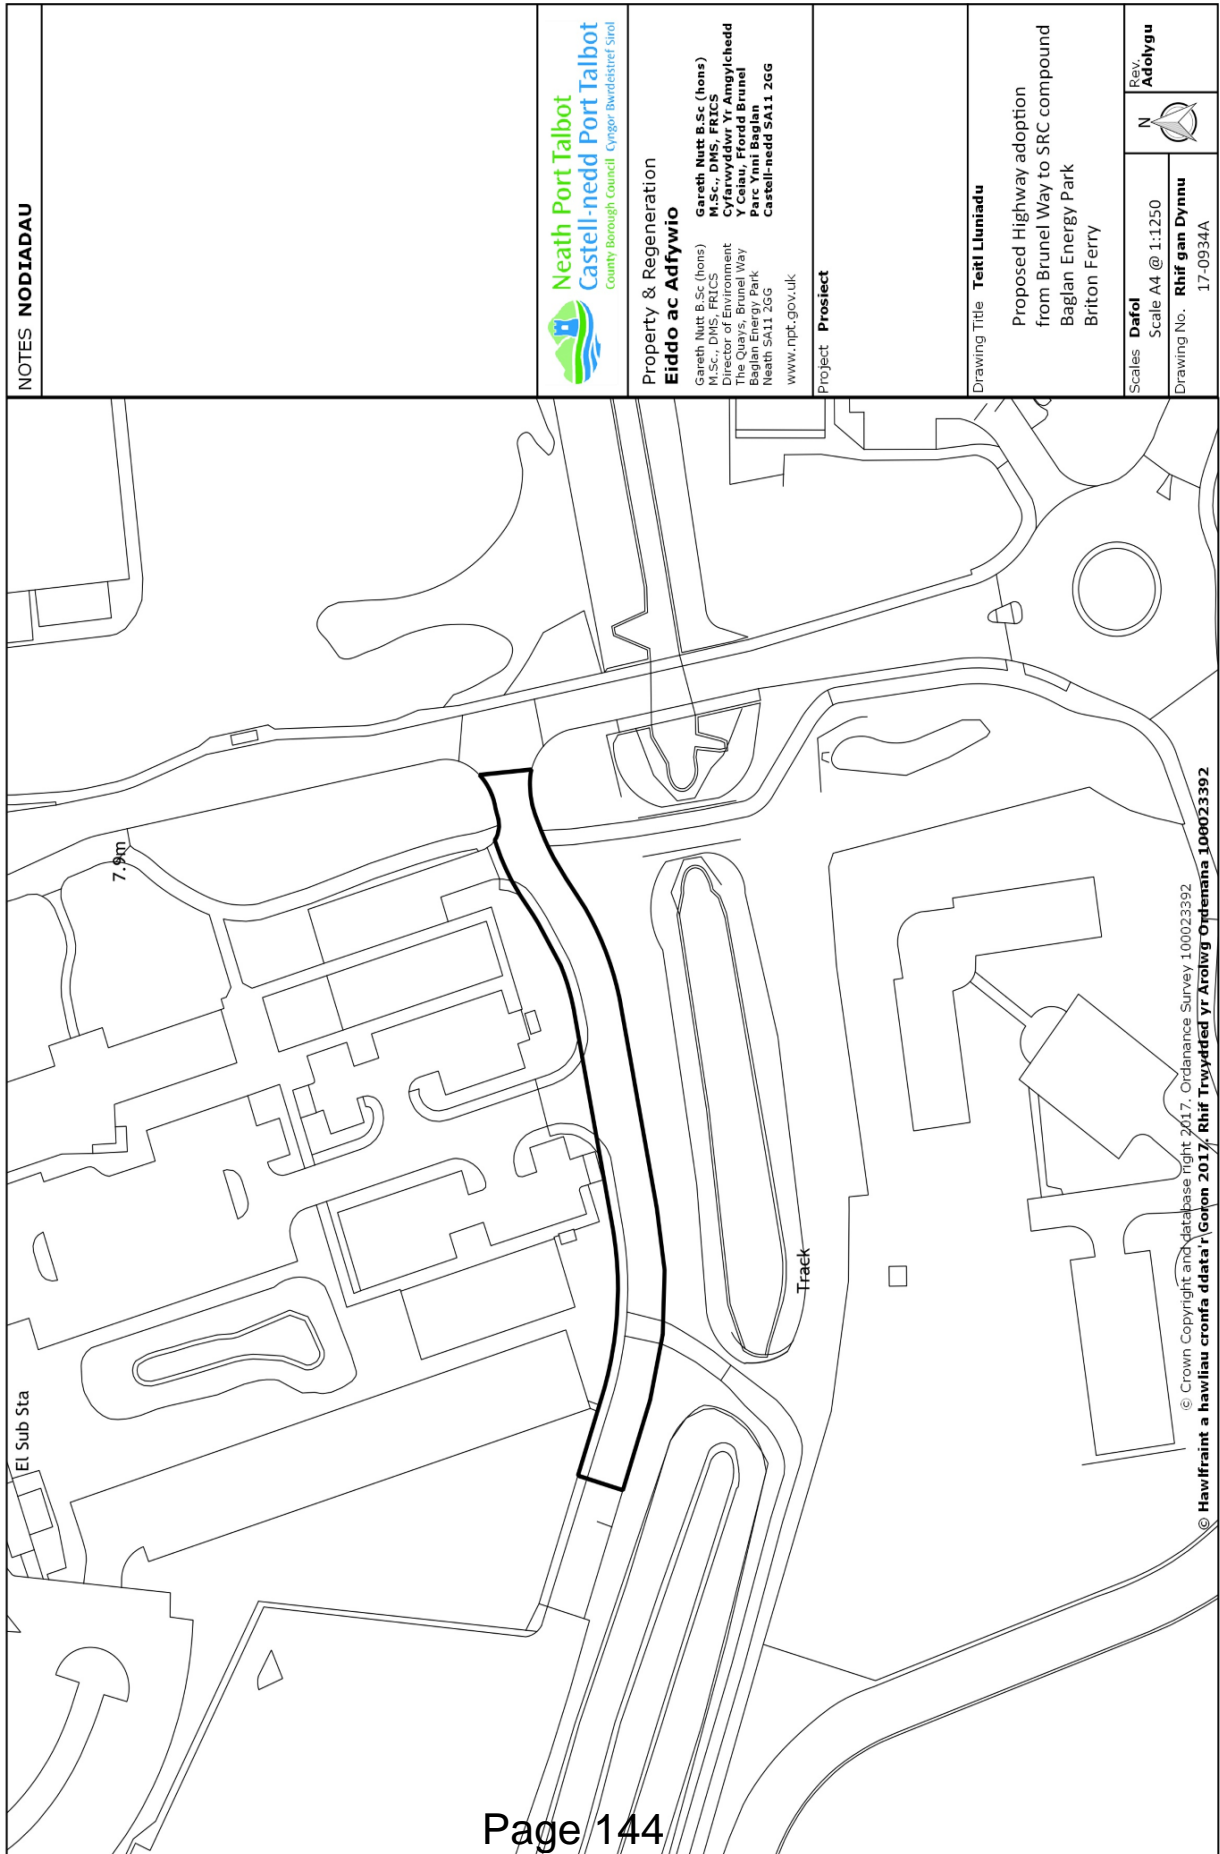 NOTES NODIADAU
Neath Port Talbot
Castell-nedd Port Talbot
County Borough Council Cyngor Bwrdeistref Sirol
Property & Regeneration
Eiddo ac Adfywio
Gareth Nutt B.Sc (hons)
M.Sc., DMS, FRICS
Director of Environment
The Quays, Brunel Way
Baglan Energy Park
Neath SA11 2GG
www.npt.gov.uk
Gareth Nutt B.Sc (hons)
M.Sc., DMS, FRICS
Cyfarwyddwr Yr Amgylchedd
Y Ceiau, Ffordd Brunel
Parc Ynni Baglan
Castell-nedd SA11 2GG
Project Prosiect
Drawing Title Teitl Lluniadu
Proposed Highway adoption
from Brunel Way to SRC compound
Baglan Energy Park
Briton Ferry
Scales Dafol
Scale A4 @ 1:1250
N
Rev.
Adolygu
Drawing No. Rhif gan Dynnu
17-0934A
7.9m
El Sub Sta
Track
© Crown Copyright and database right 2017. Ordanance Survey 100023392
© Hawlfraint a hawliau cronfa ddata'r Goron 2017. Rhif Trwydded yr Arolwg Ordenana 100023392
Page 144